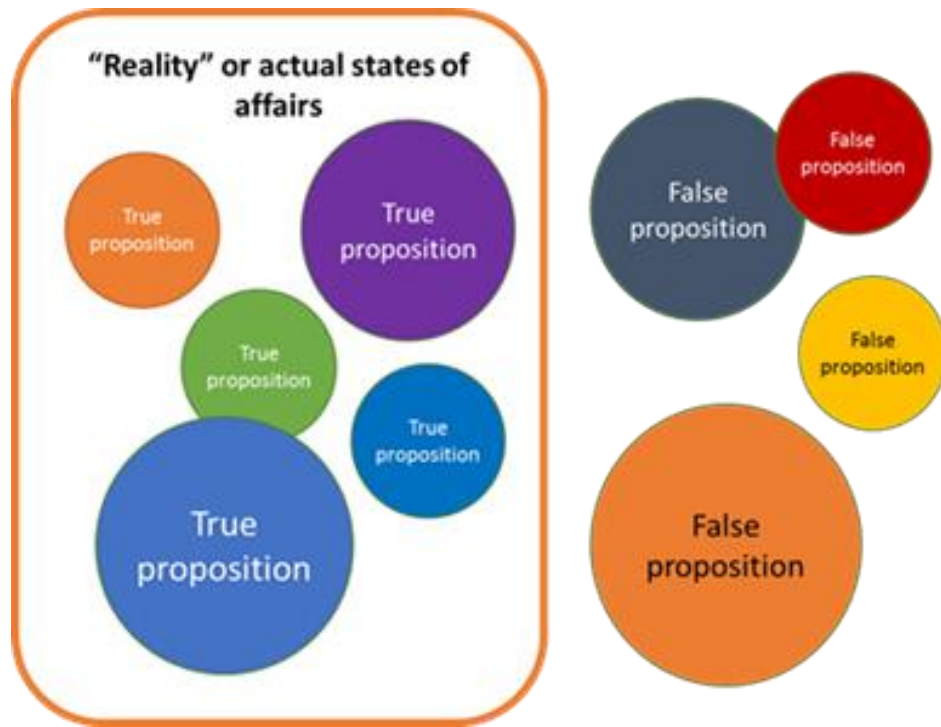 “Reality” or actual states of
affairs
True
proposition
True
proposition
True
proposition
True
proposition
True
proposition
False
proposition
False
proposition
False
proposition
False
proposition